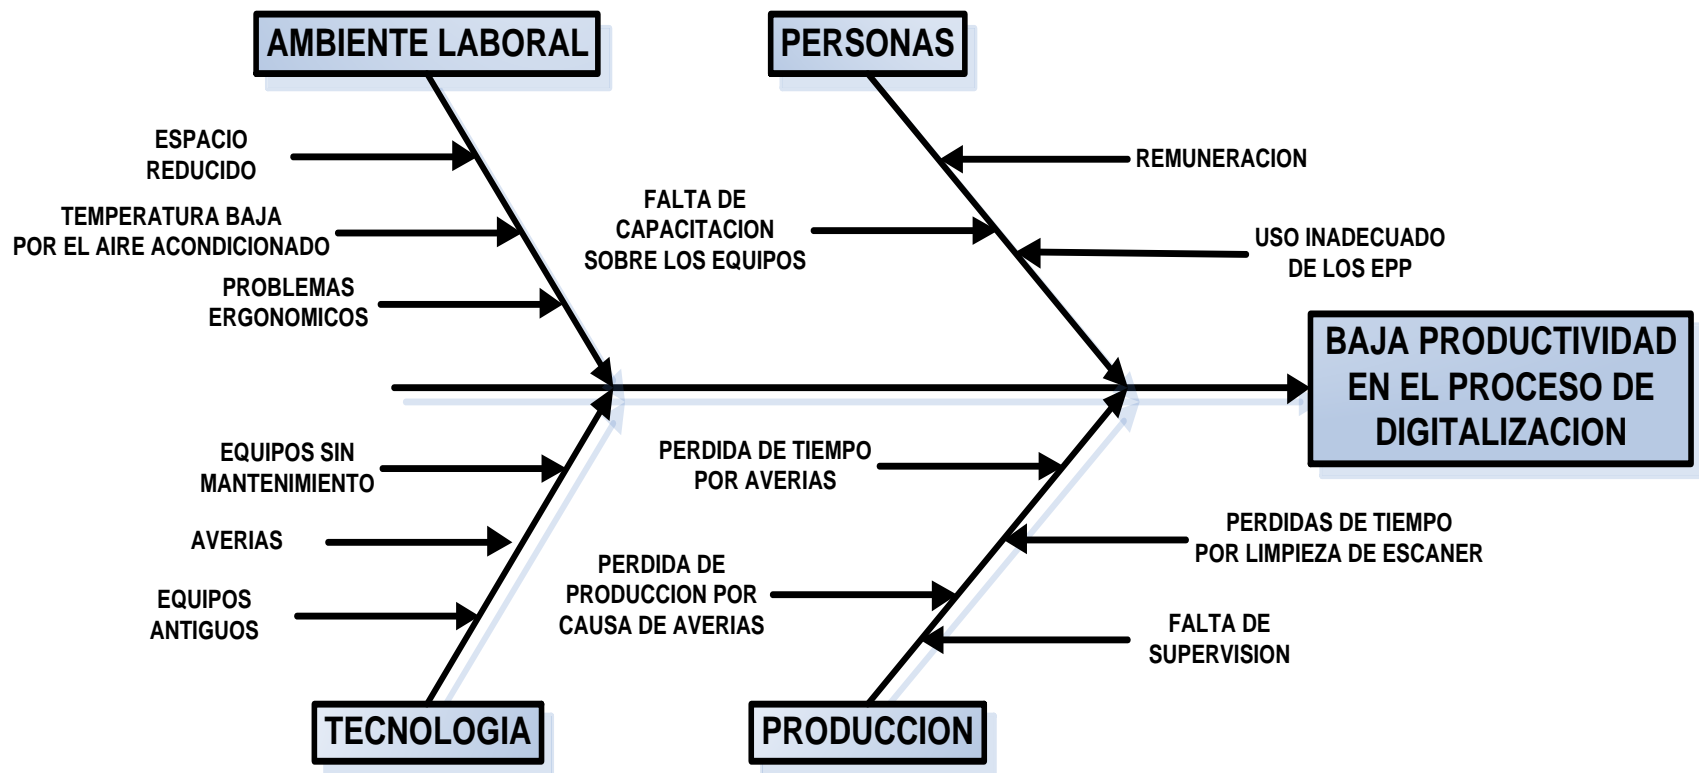 AMBIENTE LABORAL
PERSONAS
ESPACIO
REDUCIDO
TEMPERATURA BAJA
POR EL AIRE ACONDICIONADO
PROBLEMAS
ERGONOMICOS
REMUNERACION
FALTA DE
CAPACITACION
SOBRE LOS EQUIPOS
USO INADECUADO
DE LOS EPP
BAJA PRODUCTIVIDAD
EN EL PROCESO DE
DIGITALIZACION
EQUIPOS SIN
MANTENIMIENTO
AVERIAS
EQUIPOS
ANTIGUOS
PERDIDA DE TIEMPO
POR AVERIAS
PERDIDAS DE TIEMPO
POR LIMPIEZA DE ESCANER
PERDIDA DE
PRODUCCION POR
CAUSA DE AVERIAS
FALTA DE
SUPERVISION
TECNOLOGIA
PRODUCCION